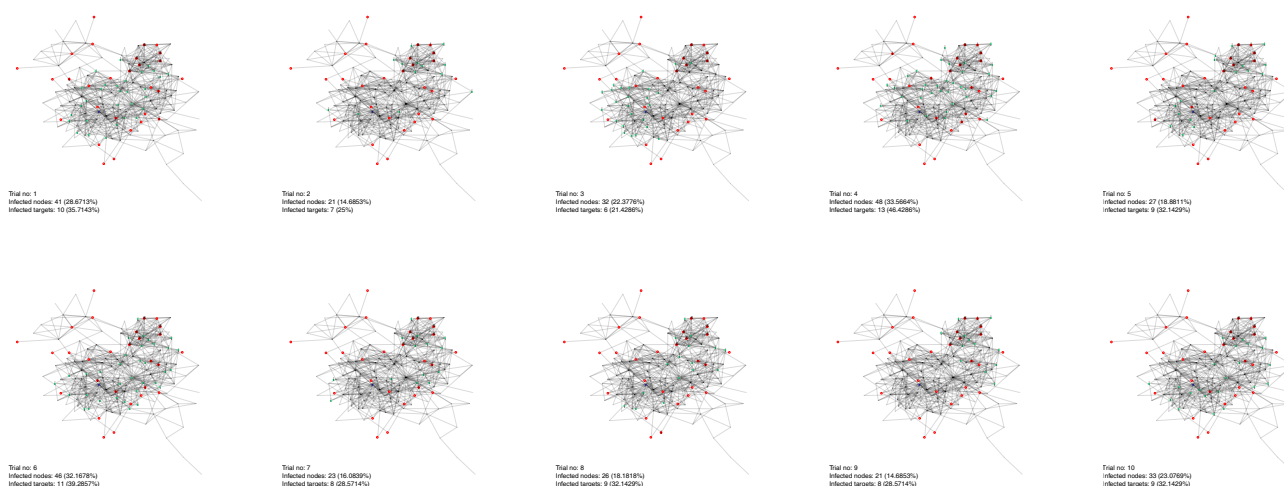 Trial no: 1
Infected nodes: 41 (28.6713%)
Infected targets: 10 (35.7143%)
Trial no: 2
Infected nodes: 21 (14.6853%)
Infected targets: 7 (25%)
Trial no: 3
Infected nodes: 32 (22.3776%)
Infected targets: 6 (21.4286%)
Trial no: 4
Infected nodes: 48 (33.5664%)
Infected targets: 13 (46.4286%)
Trial no: 5
Infected nodes: 27 (18.8811%)
Infected targets: 9 (32.1429%)
Trial no: 6
Infected nodes: 46 (32.1678%)
Infected targets: 11 (39.2857%)
Trial no: 7
Infected nodes: 23 (16.0839%)
Infected targets: 8 (28.5714%)
Trial no: 8
Infected nodes: 26 (18.1818%)
Infected targets: 9 (32.1429%)
Trial no: 9
Infected nodes: 21 (14.6853%)
Infected targets: 8 (28.5714%)
Trial no: 10
Infected nodes: 33 (23.0769%)
Infected targets: 9 (32.1429%)